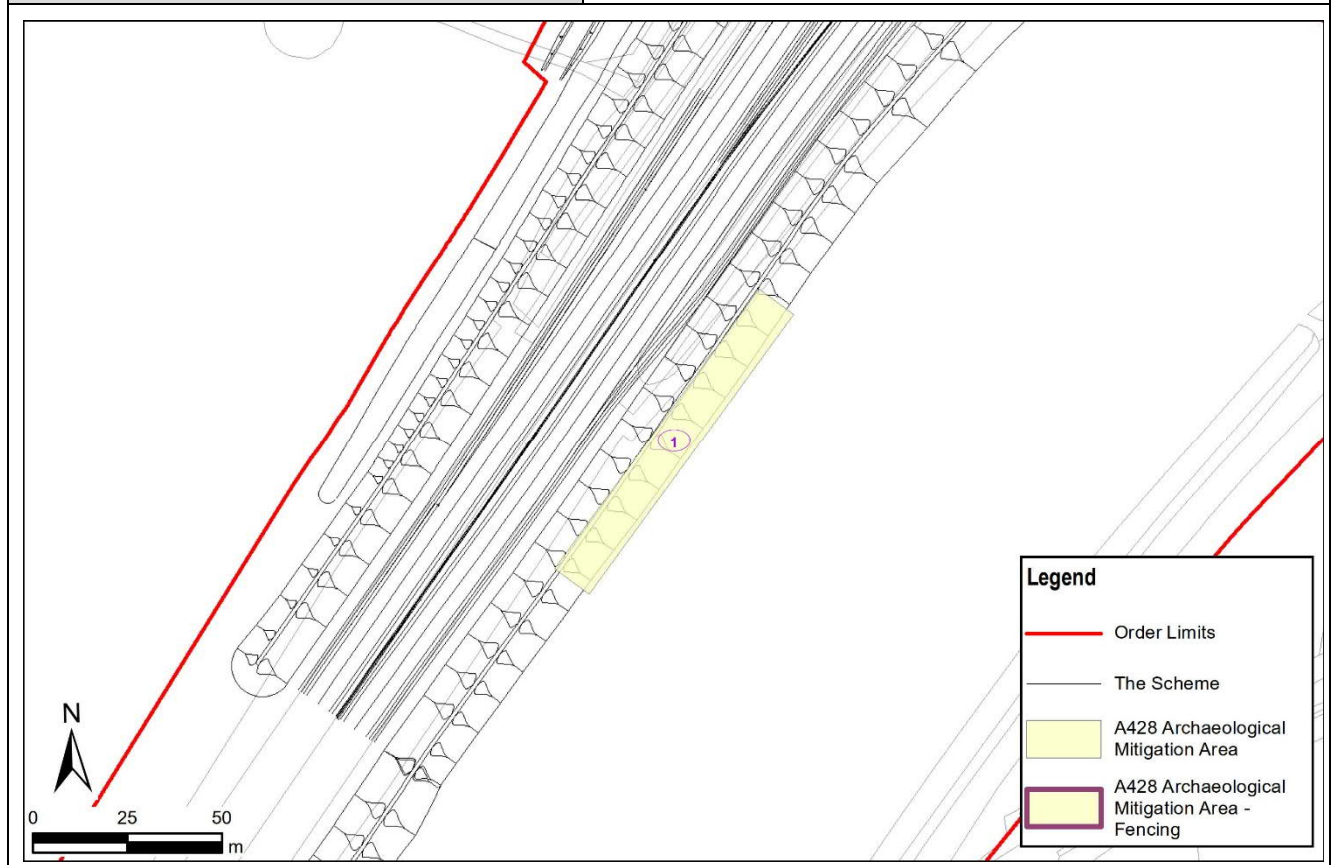 1
Legend
Order Limits
The Scheme
A428 Archaeological
Mitigation Area
A428 Archaeological
Mitigation Area -
Fencing
N
0 25 50
m